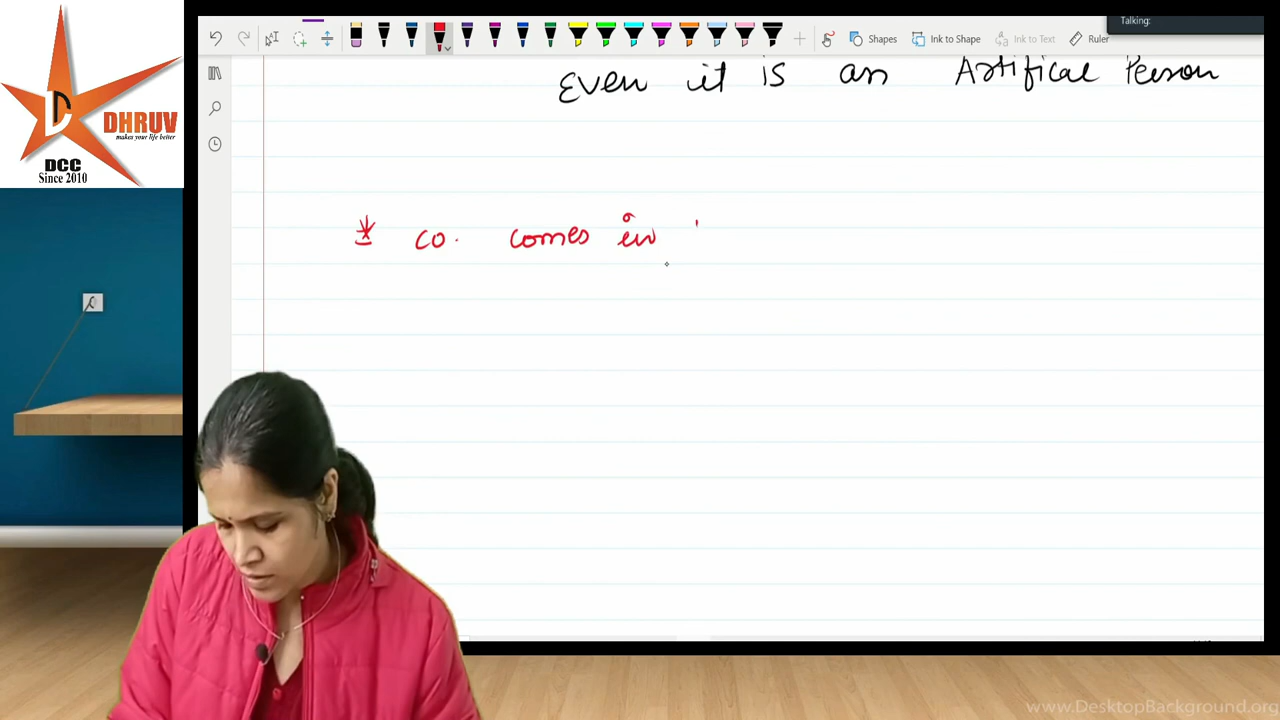 Talking:
Shapes
Ink to Shape
Ink to Text
Ruler
DHRUV
makes your life better
DCC
Since 2010
Even it is an Artifical Person
* co. comes in
www.DesktopBackground.org